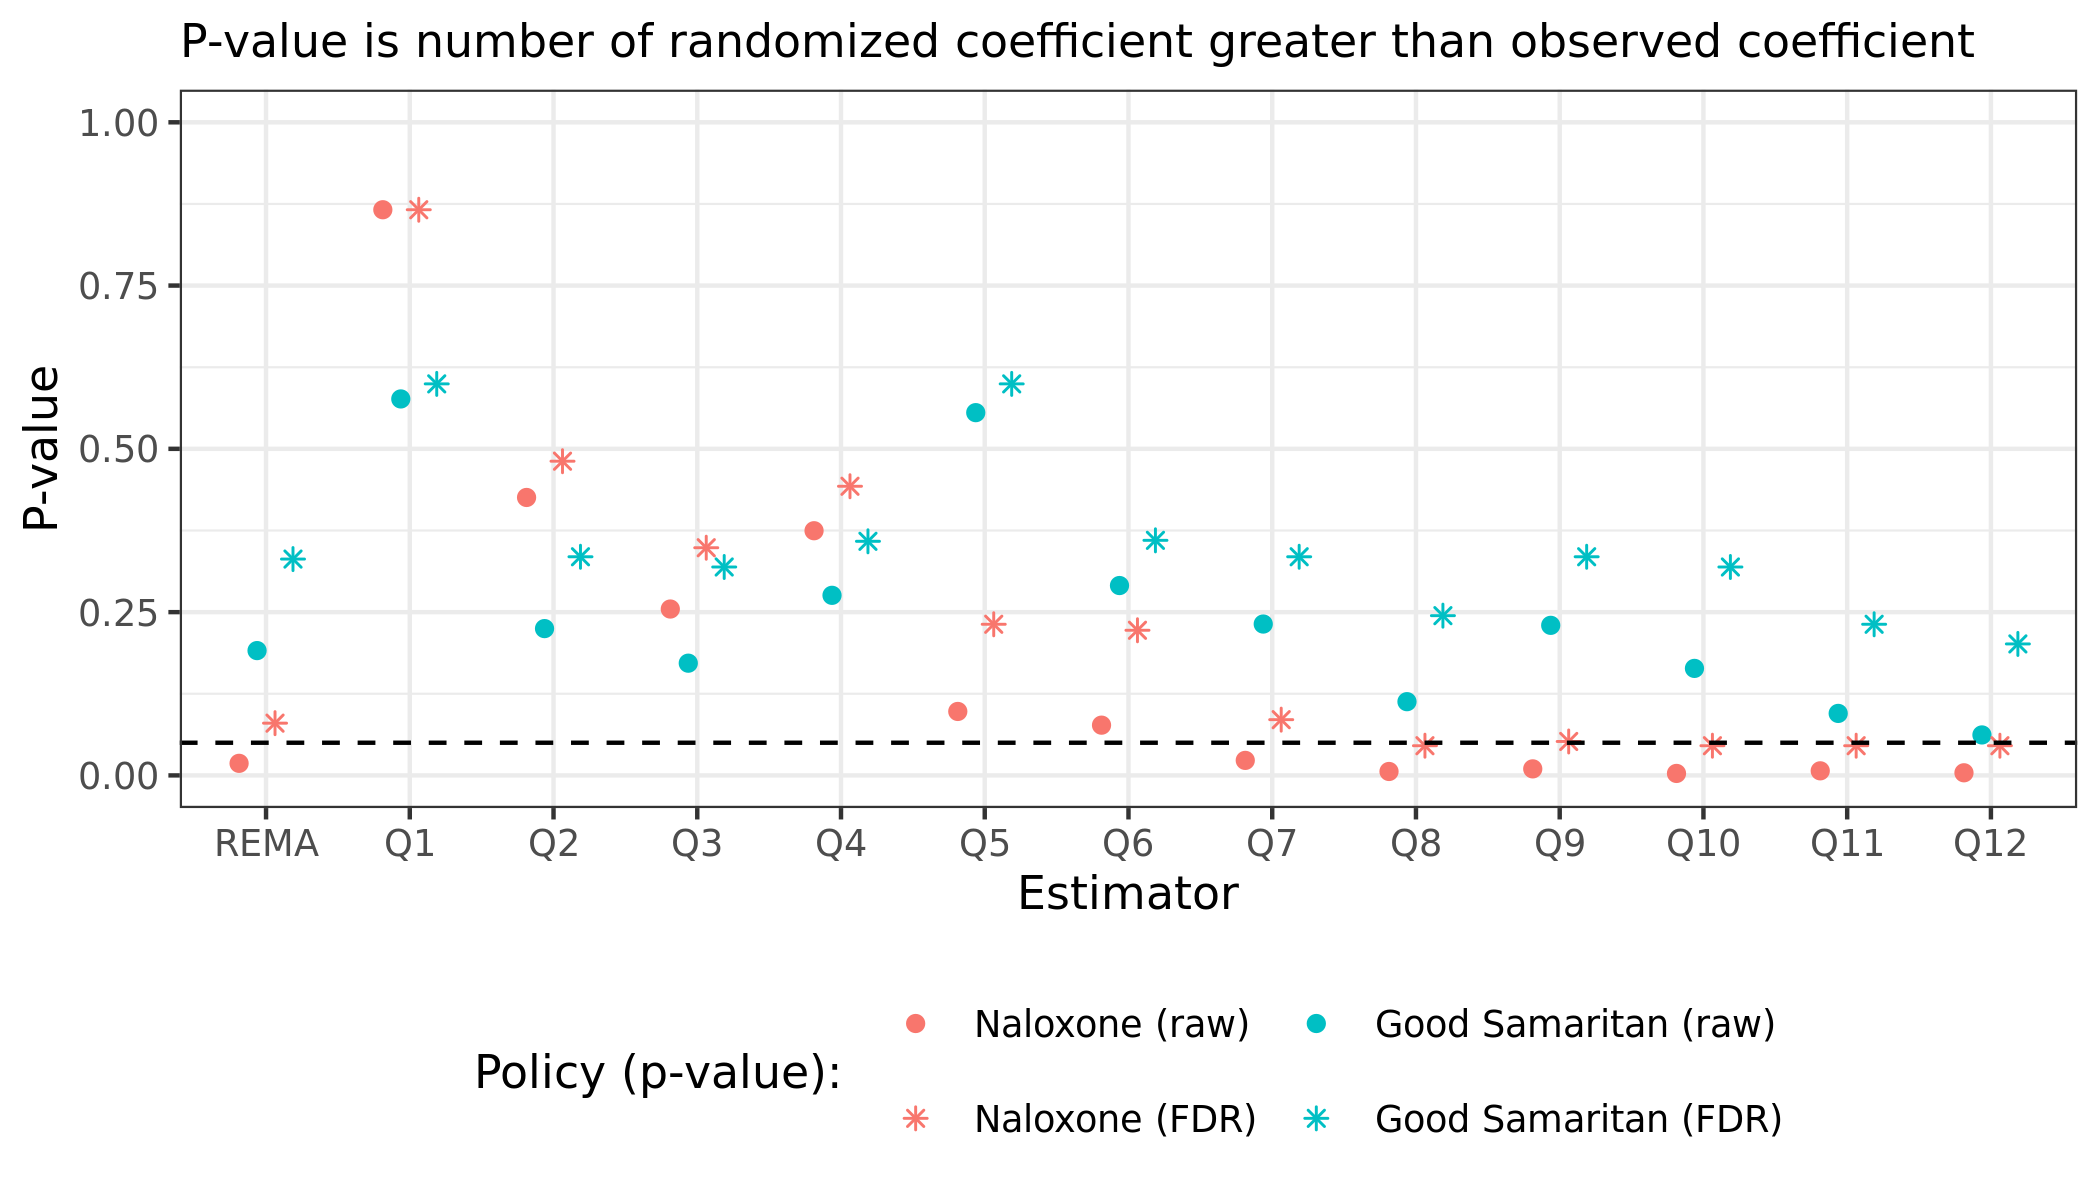 P-value is number of randomized coefficient greater than observed coefficient
P-value
1.00
0.75
0.50
0.25
0.00
REMA Q1 Q2 Q3 Q4 Q5 Q6 Q7 Q8 Q9 Q10 Q11 Q12
Estimator
Policy (p-value):
Naloxone (raw) Good Samaritan (raw)
Naloxone (FDR) Good Samaritan (FDR)